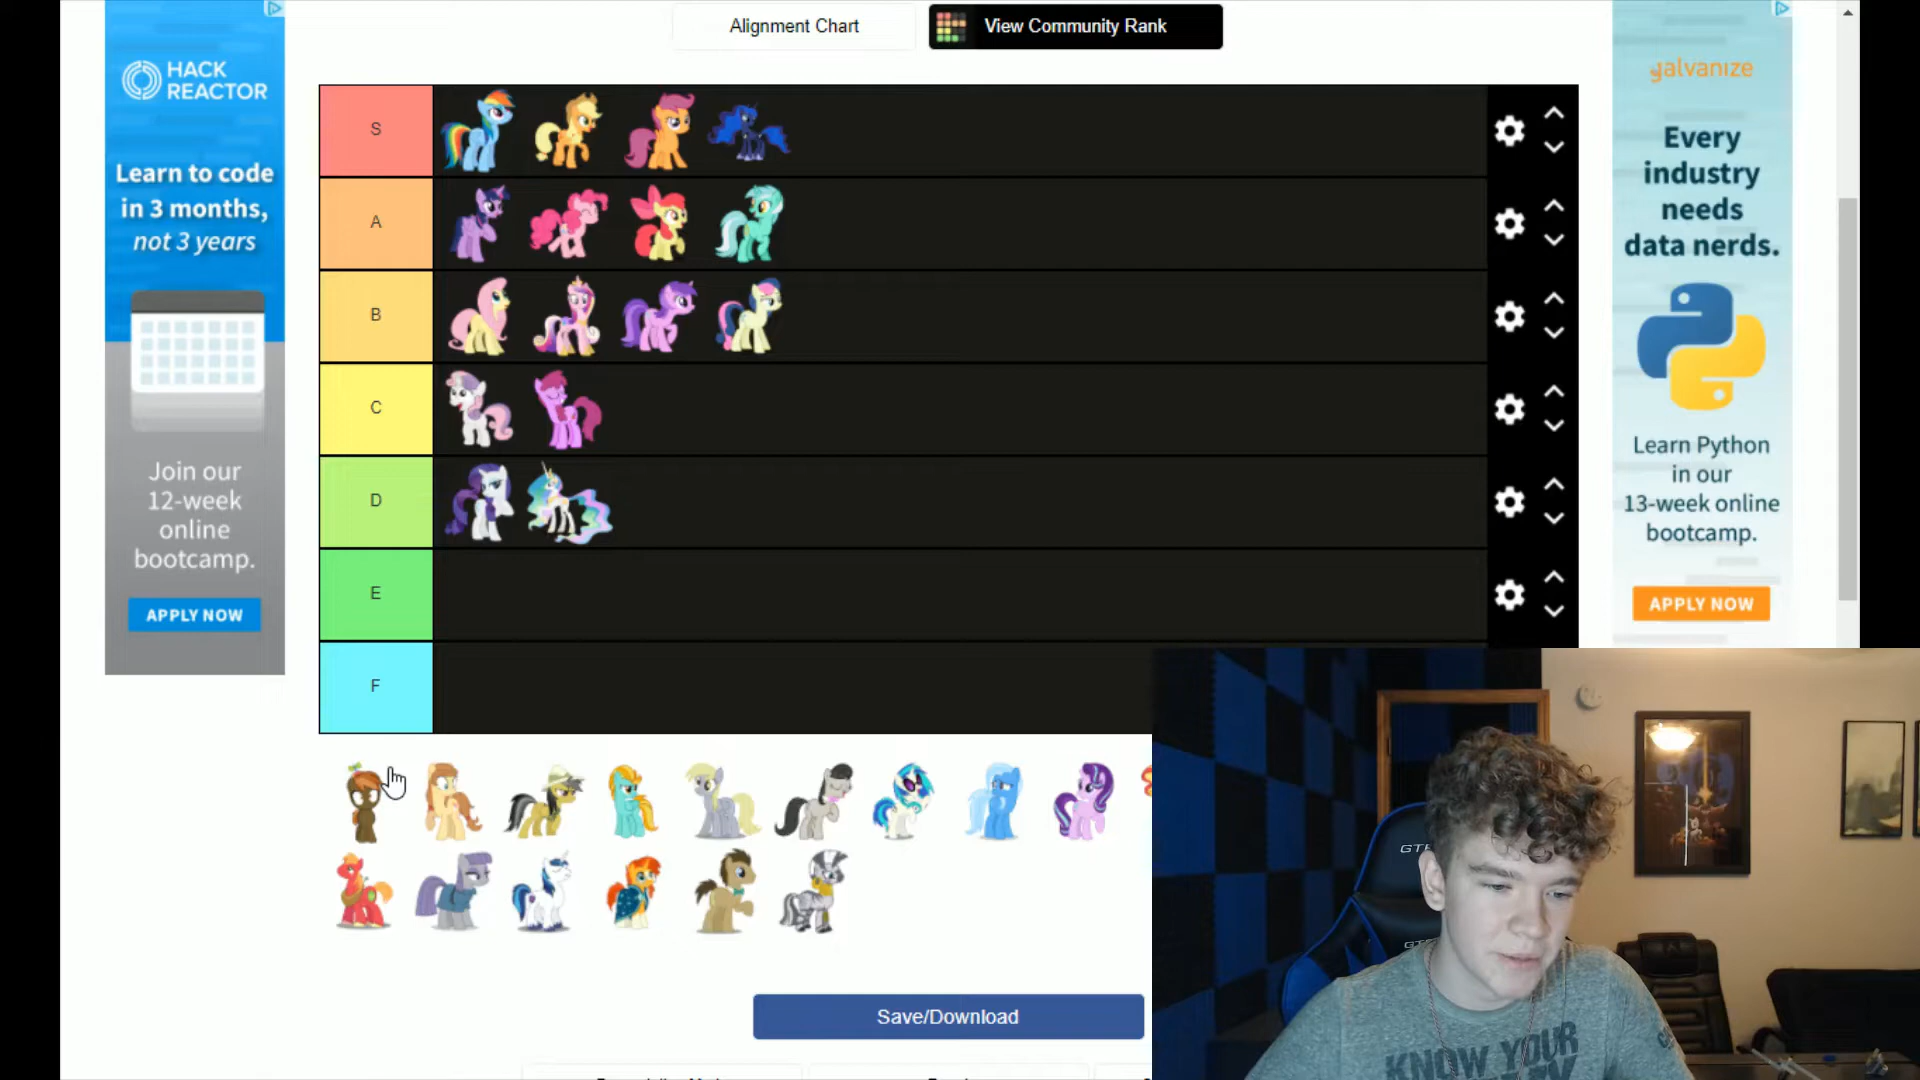 Alignment Chart
View Community Rank
HACK
REACTOR
Learn to code
in 3 months,
not 3 years
Join our
12-week
online
bootcamp.
APPLY NOW
S
A
B
C
D
E
F
galvanize
Every
industry
needs
data nerds.
Learn Python
in our
13-week online
bootcamp.
APPLY NOW
Save/Download
KNOW YOUR